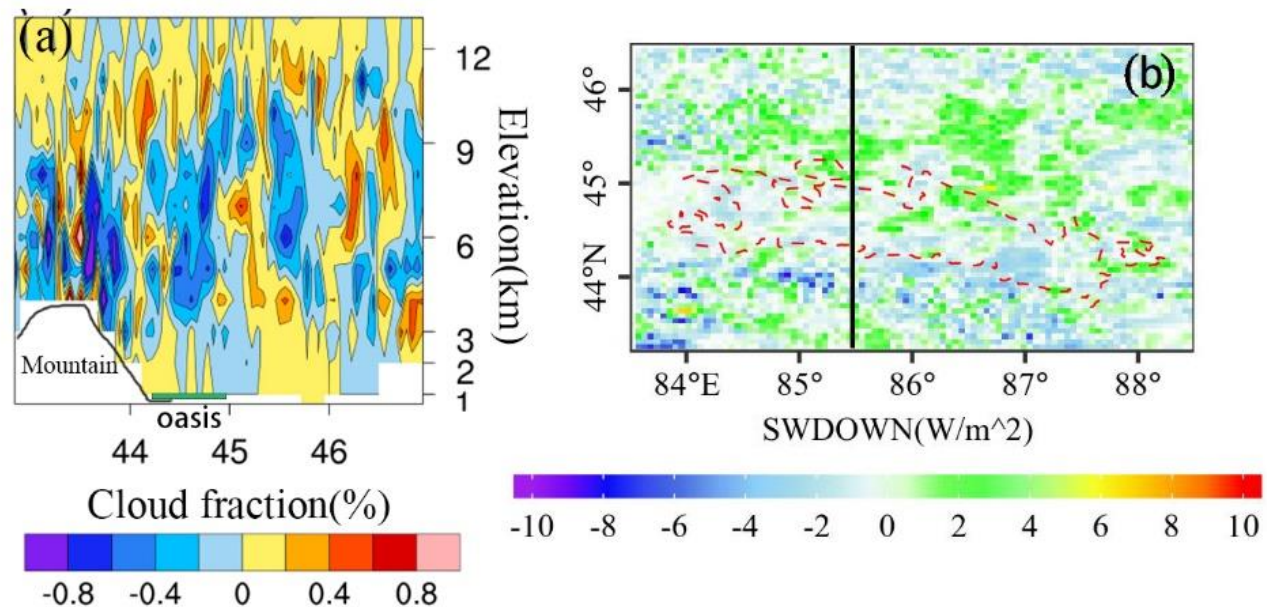 (a)
12
9
6
3
2
1
Elevation(km)
Mountain
oasis
44 45 46
Cloud fraction(%)
-0.8 -0.4 0 0.4 0.8
(b)
46°
45°
44°N
84°E 85° 86° 87° 88°
SWDOWN(W/m^2)
-10 -8 -6 -4 -2 0 2 4 6 8 10